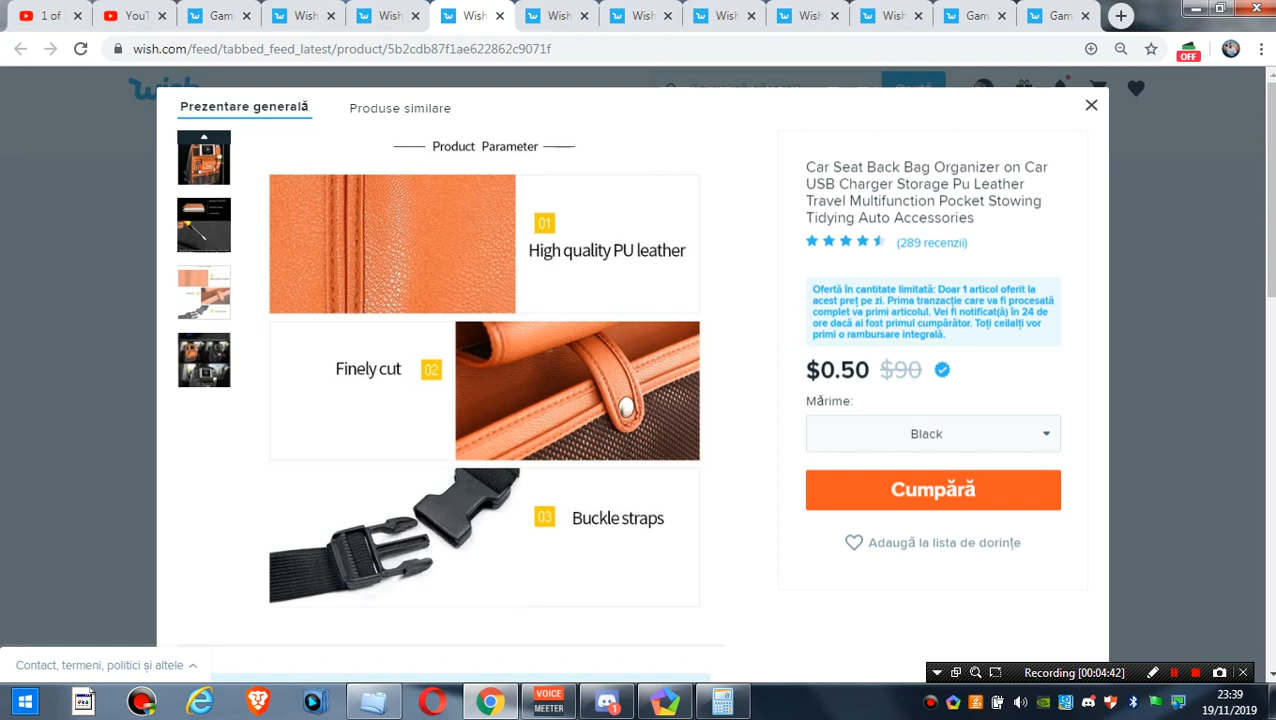 1 of
YouT
Gam
Wish
Wish
Wish
Wish
Wish
Wish
Wish
Wish
Gam
Gam
wish.com/feed/tabbed_feed_latest/product/5b2cdb87f1ae622862c9071f
OFF
wish
Prezentare generală
Produse similare
Product Parameter
01
High quality PU leather
Finely cut
02
03
Buckle straps
Car Seat Back Bag Organizer on Car
USB Charger Storage Pu Leather
Travel Multifunction Pocket Stowing
Tidying Auto Accessories
(289 recenzii)
Ofertă în cantitate limitată: Doar 1 articol oferit la
acest preț pe zi. Prima tranzacție care va fi procesată
complet va primi articolul. Vei fi notificat(ă) în 24 de
ore dacă ai fost primul cumpărător. Toți ceilalți vor
primi o rambursare integrală.
$0.50 $90
Mărime:
Black
Cumpără
Adaugă la lista de dorințe
Contact, termeni, politici și altele
Recording [00:04:42]
VOICE
MEETER
23:39
19/11/2019